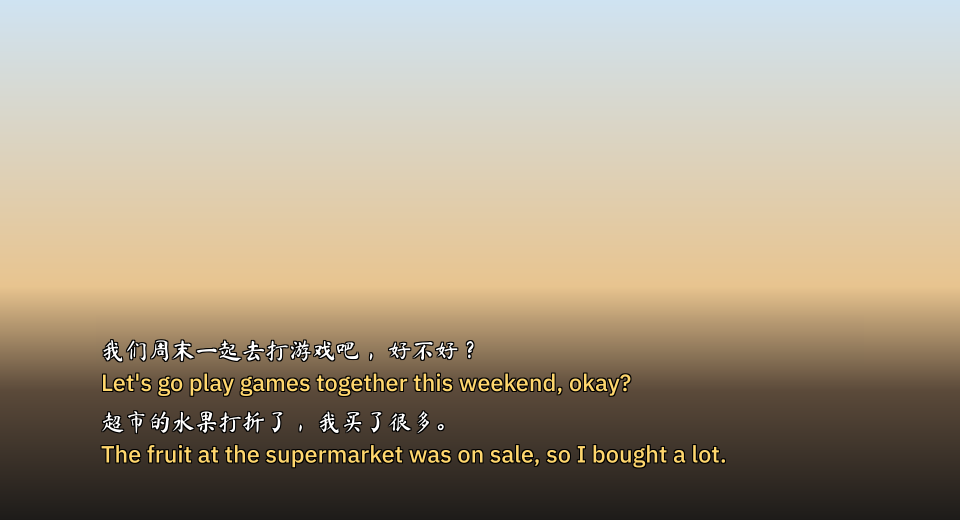 我们周末一起去打游戏吧，好不好？
Let's go play games together this weekend, okay?
超市的水果打折了，我买了很多。
The fruit at the supermarket was on sale, so I bought a lot.